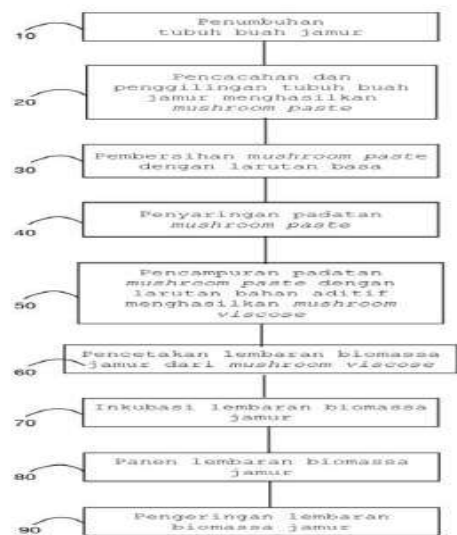 10
Penumbuhan
tubuh buah jamur
20
Pencacahan dan
penggilingan tubuh buah
jamur menghasilkan
mushroom paste
30
Pembersihan mushroom paste
dengan larutan basa
40
Penyaringan padatan
mushroom paste
50
Pencampuran padatan
mushroom paste dengan
larutan bahan aditif
menghasilkan mushroom
viscose
60
Pencetakan lembaran biomassa
jamur dari mushroom viscose
70
Inkubasi lembaran biomassa
jamur
80
Panen lembaran biomassa
jamur
90
Pengeringan lembaran
biomassa jamur